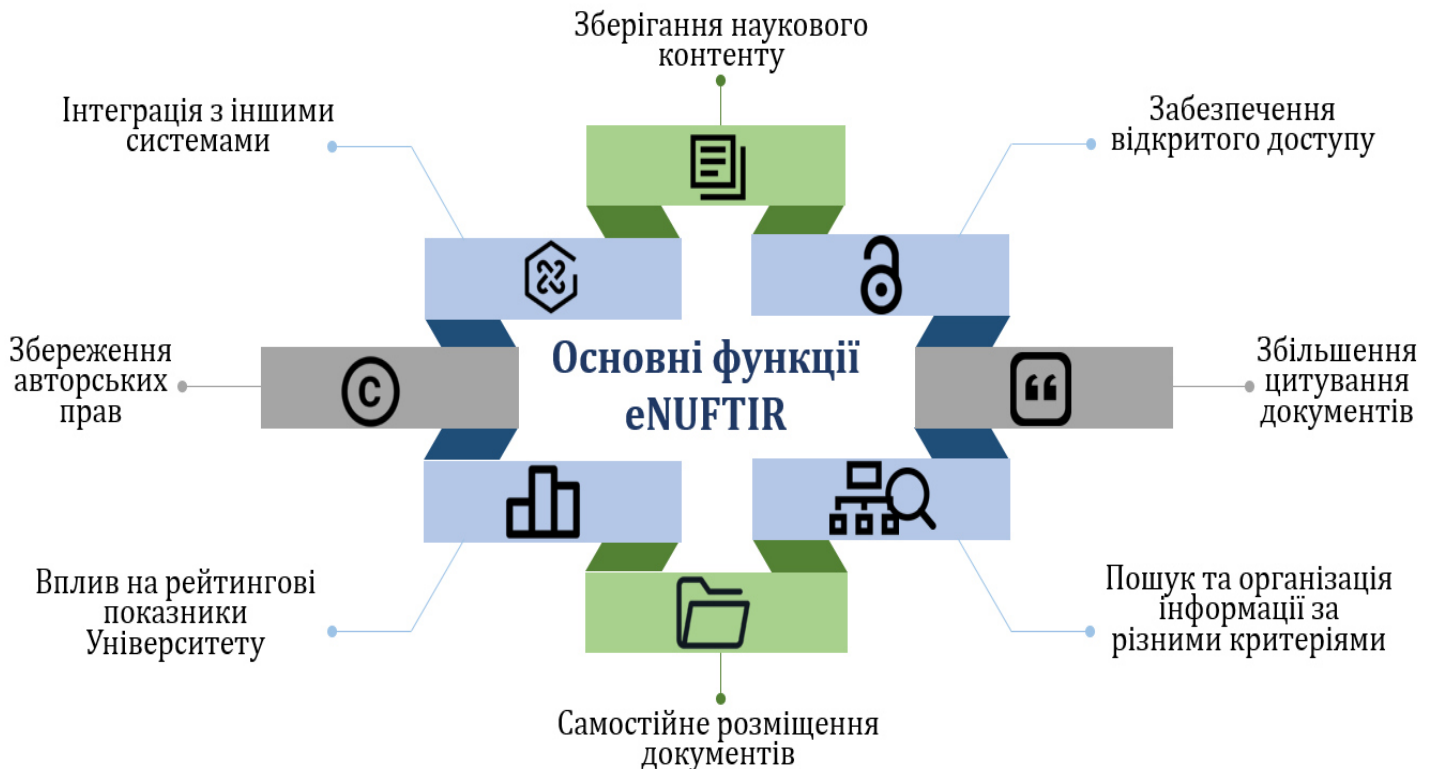 Зберігання наукового
контенту
Інтеграція з іншими
системами
Забезпечення
відкритого доступу
Збереження
авторських
прав
©
Основні функції
eNUFTIR
“
Збільшення
цитування
документів
Вплив на рейтингові
показники
Університету
Пошук та організація
інформації за
різними критеріями
Самостійне розміщення
документів